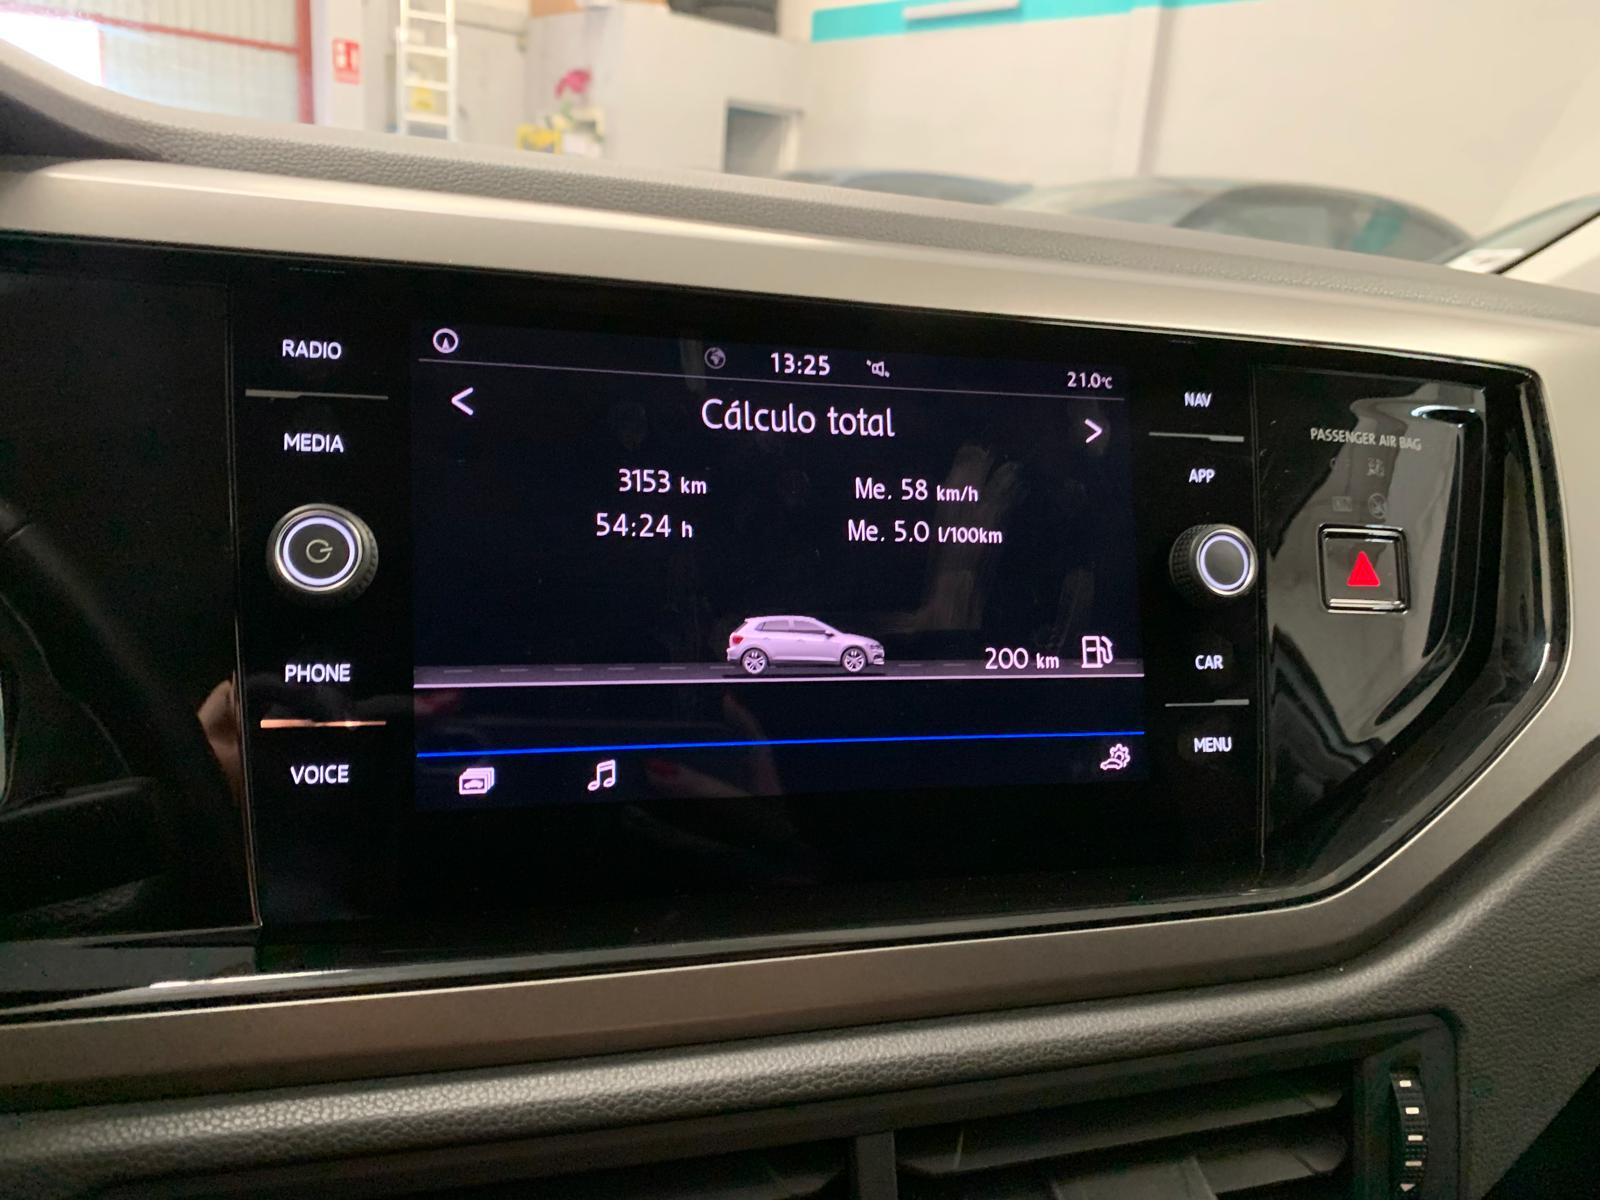 RADIO
MEDIA
PHONE
VOICE
13:25
21.0°C
<
Cálculo total
>
3153 km
Me. 58 km/h
54:24 h
Me. 5.0 l/100km
200 km
NAV
APP
CAR
MENU
PASSENGER AIR BAG